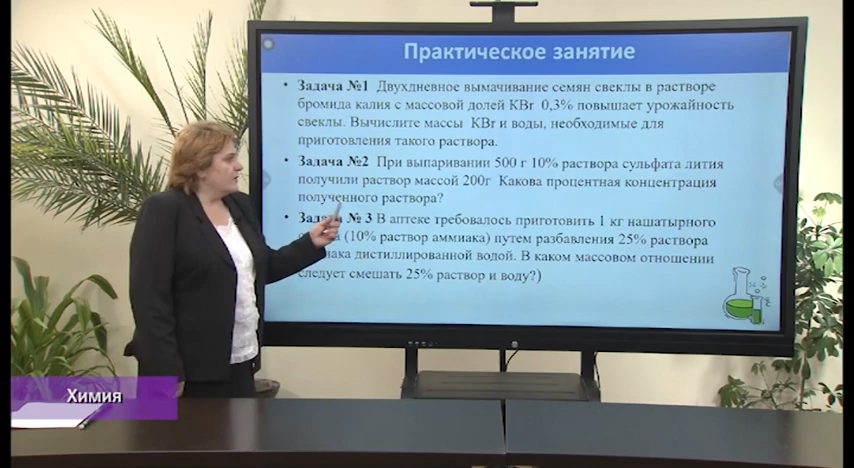 Практическое занятие
• Задача №1 Двухдневное вымачивание семян свеклы в растворе
бромида калия с массовой долей KBr 0,3% повышает урожайность
свеклы. Вычислите массы KBr и воды, необходимые для
приготовления такого раствора.
• Задача №2 При выпаривании 500 г 10% раствора сульфата лития
получили раствор массой 200г Какова процентная концентрация
полученного раствора?
• Задача № 3 В аптеке требовалось приготовить 1 кг нашатырного
(10% раствор аммиака) путем разбавления 25% раствора
дистиллированной водой. В каком массовом отношении
следует смешать 25% раствор и воду?)
Химия